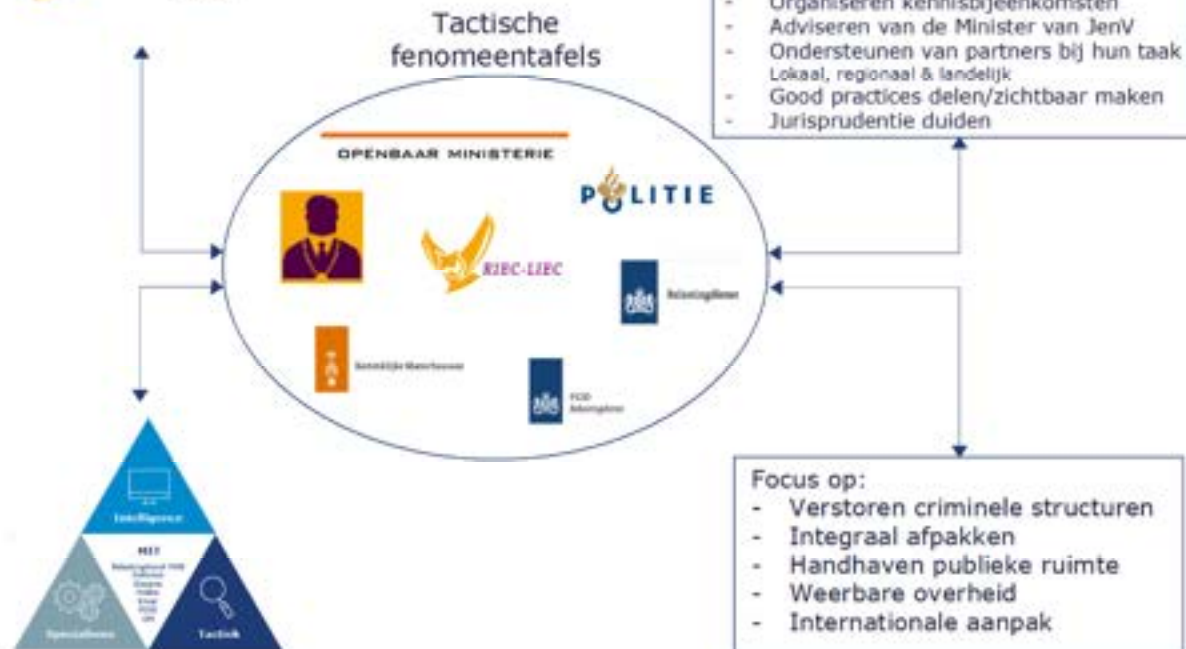 Tactische
fenomeentafels
- Organiseren kennisbijeenkomsten
- Adviseren van de Minister van JenV
- Ondersteunen van partners bij hun taak
Lokaal, regionaal & landelijk
- Good practices delen/zichtbaar maken
- Jurisprudentie duiden
OPENBAAR MINISTERIE
POLITIE
RIEC-LIEC
Belastingdienst
Koninklijke Marechaussee
FIOD
Belastingdienst
Intelligence
MIT
Specialisme
Tactiek
Focus op:
- Verstoren criminele structuren
- Integraal afpakken
- Handhaven publieke ruimte
- Weerbare overheid
- Internationale aanpak